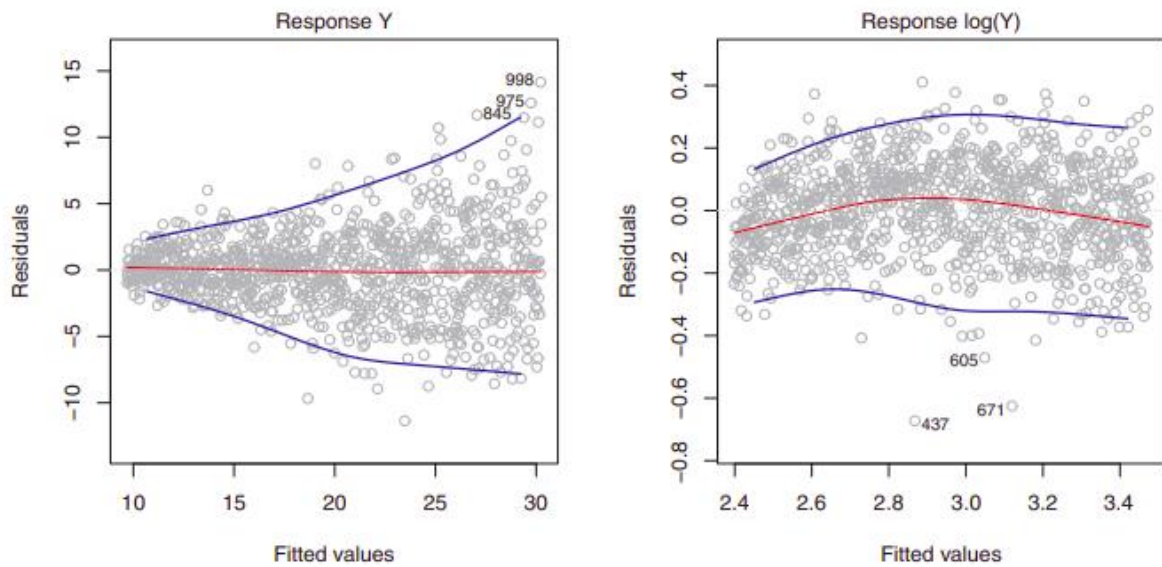 Response Y
Residuals
15
10
5
0
−5
−10
998
975
845
10 15 20 25 30
Fitted values
Response log(Y)
Residuals
0.4
0.2
0.0
−0.2
−0.4
−0.6
−0.8
605
671
437
2.4 2.6 2.8 3.0 3.2 3.4
Fitted values